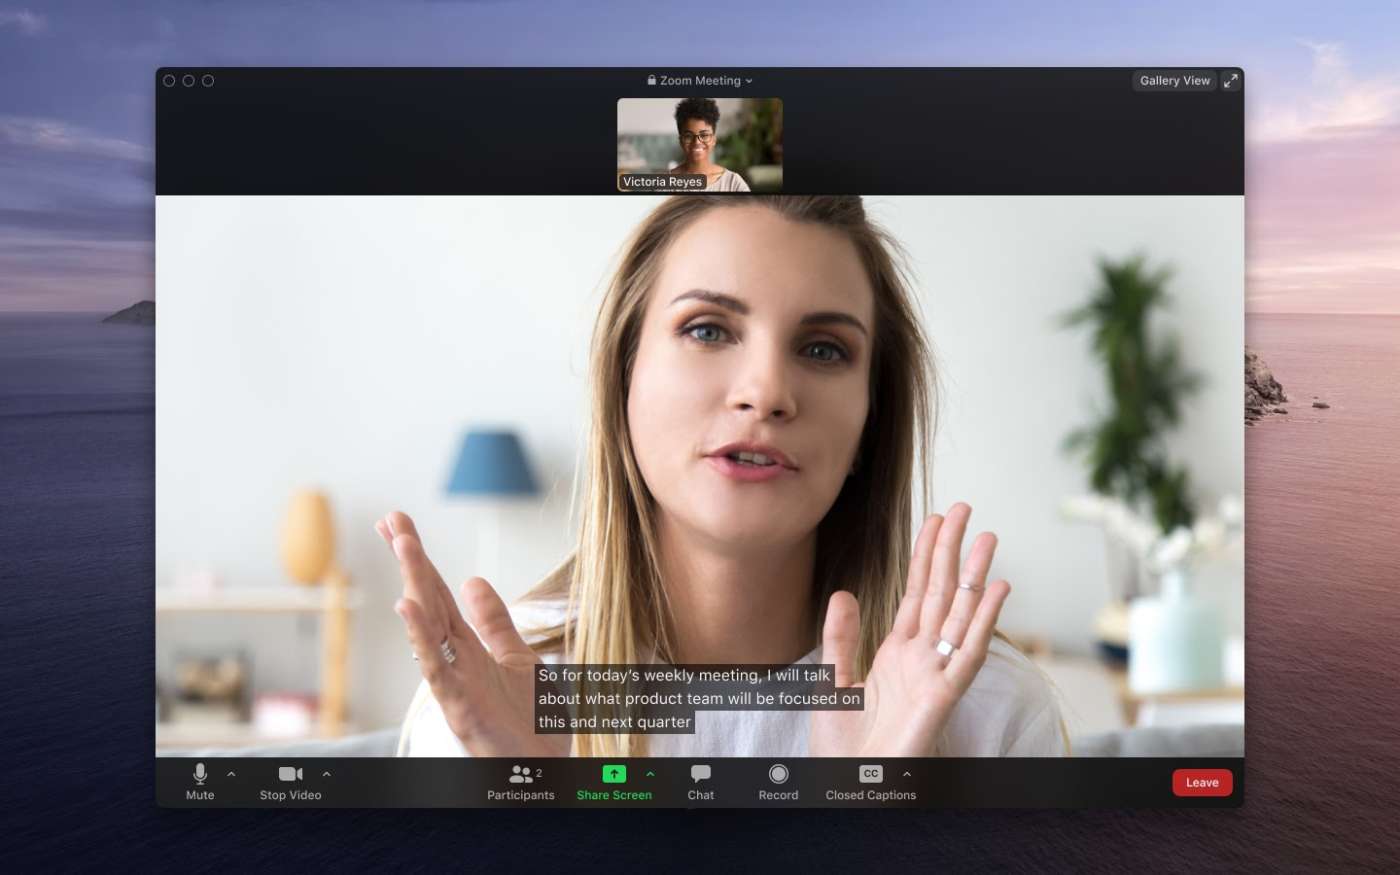 Zoom Meeting
Gallery View
Victoria Reyes
So for today's weekly meeting, I will talk
about what product team will be focused on
this and next quarter
Mute
Stop Video
2
Participants
Share Screen
Chat
Record
CC
Closed Captions
Leave